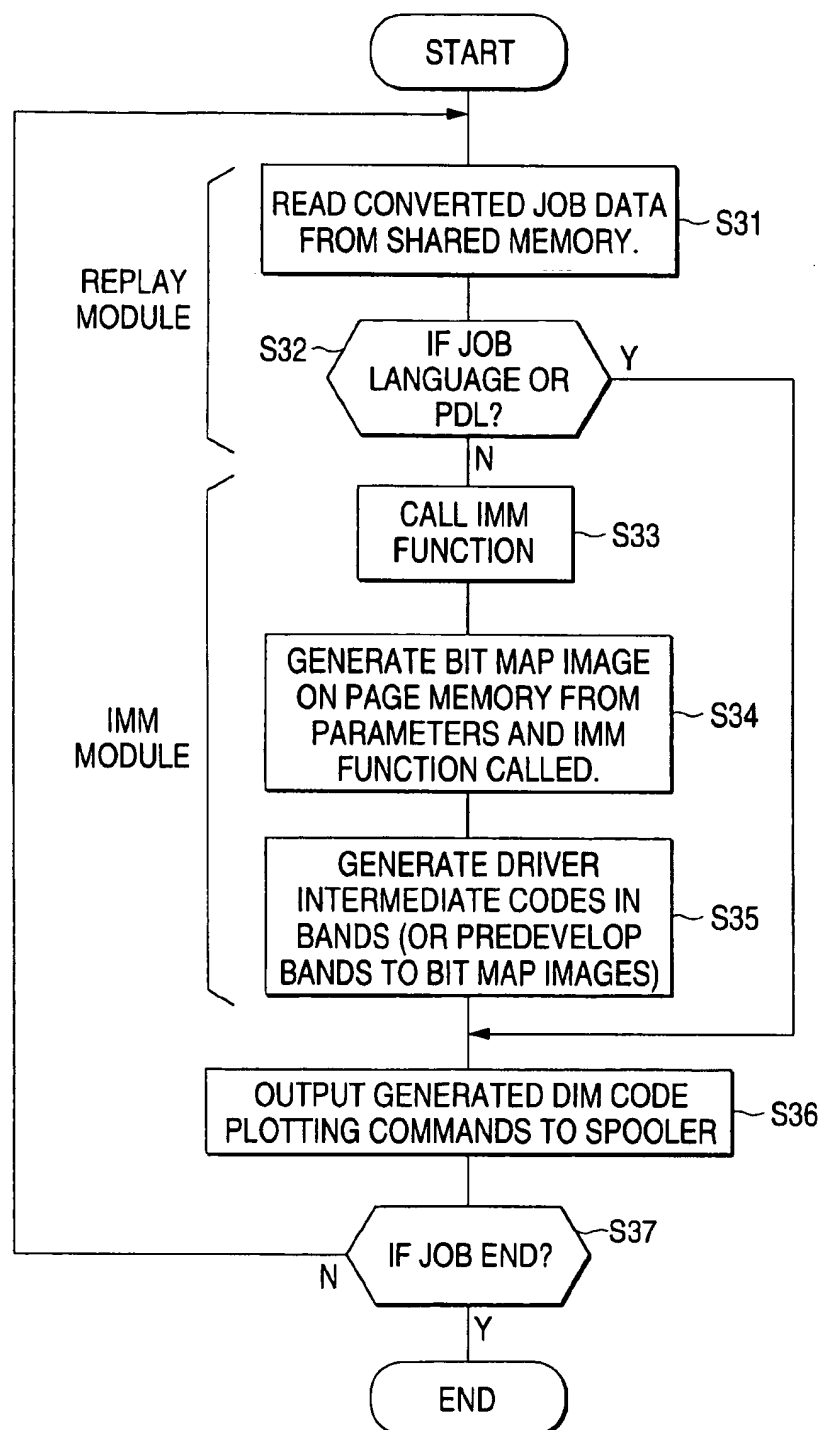 START
READ CONVERTED JOB DATA
FROM SHARED MEMORY.
S31
REPLAY
MODULE
S32
IF JOB
LANGUAGE OR
PDL?
Y
N
CALL IMM
FUNCTION
S33
GENERATE BIT MAP IMAGE
ON PAGE MEMORY FROM
PARAMETERS AND IMM
FUNCTION CALLED.
S34
IMM
MODULE
GENERATE DRIVER
INTERMEDIATE CODES IN
BANDS (OR PREDEVELOP
BANDS TO BIT MAP IMAGES)
S35
OUTPUT GENERATED DIM CODE
PLOTTING COMMANDS TO SPOOLER
S36
IF JOB END?
S37
N
Y
END